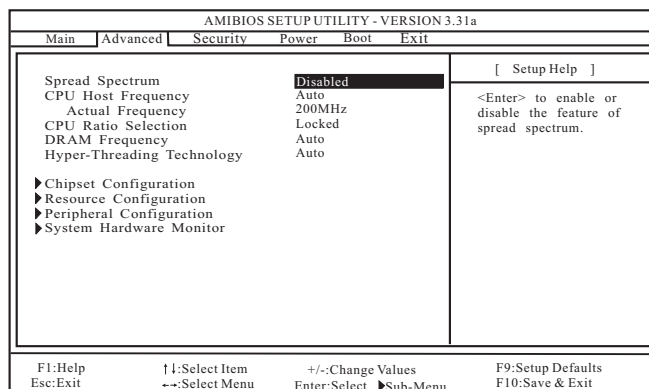 AMIBIOS SETUP UTILITY - VERSION 3.31a
Main Advanced Security Power Boot Exit
Spread Spectrum Disabled
CPU Host Frequency Auto
Actual Frequency 200MHz
CPU Ratio Selection Locked
DRAM Frequency Auto
Hyper-Threading Technology Auto
Chipset Configuration
Resource Configuration
Peripheral Configuration
System Hardware Monitor
[ Setup Help ]
<Enter> to enable or
disable the feature of
spread spectrum.
F1:Help ↑↓:Select Item +/-:Change Values F9:Setup Defaults
Esc:Exit ←→:Select Menu Enter:Select ▶Sub-Menu F10:Save & Exit